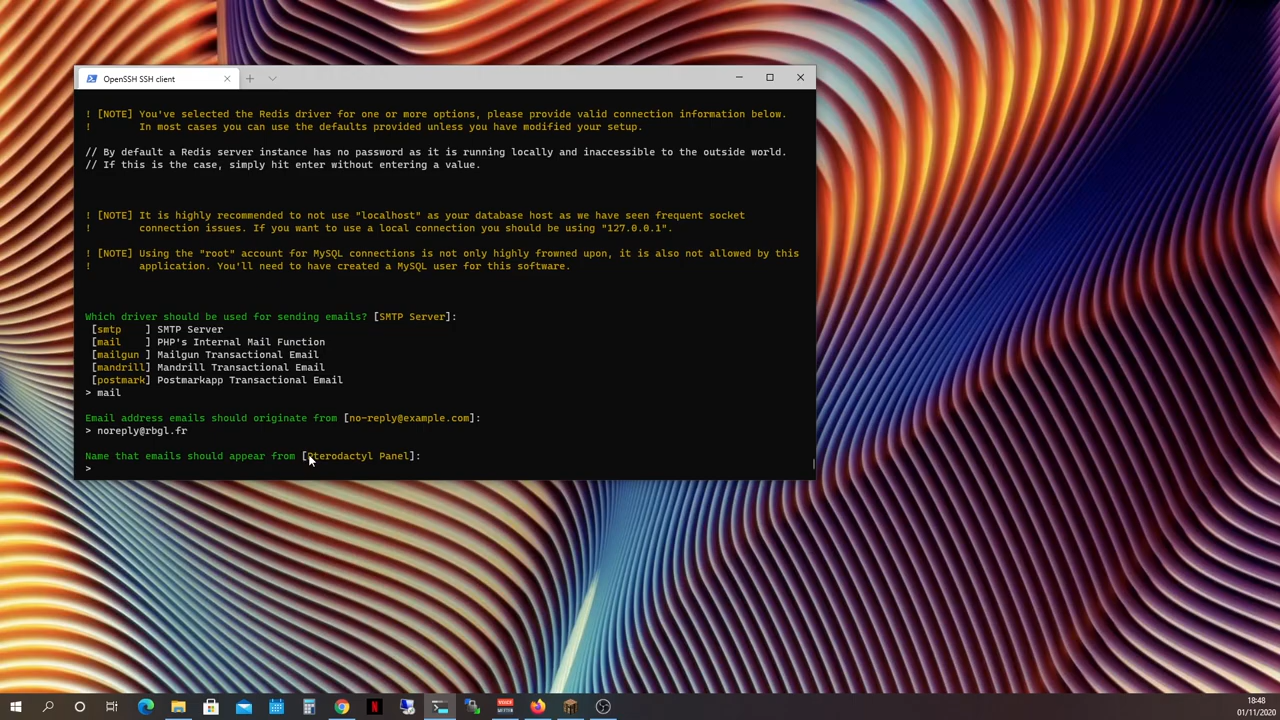 OpenSSH SSH client
! [NOTE] You've selected the Redis driver for one or more options, please provide valid connection information below.
! In most cases you can use the defaults provided unless you have modified your setup.
// By default a Redis server instance has no password as it is running locally and inaccessible to the outside world.
// If this is the case, simply hit enter without entering a value.
! [NOTE] It is highly recommended to not use "localhost" as your database host as we have seen frequent socket
! connection issues. If you want to use a local connection you should be using "127.0.0.1".
! [NOTE] Using the "root" account for MySQL connections is not only highly frowned upon, it is also not allowed by this
! application. You'll need to have created a MySQL user for this software.
Which driver should be used for sending emails? [SMTP Server]:
[smtp ] SMTP Server
[mail ] PHP's Internal Mail Function
[mailgun ] Mailgun Transactional Email
[mandrill] Mandrill Transactional Email
[postmark] Postmarkapp Transactional Email
> mail
Email address emails should originate from [no-reply@example.com]:
> noreply@rbgl.fr
Name that emails should appear from [Pterodactyl Panel]:
>
18:48
01/11/2020